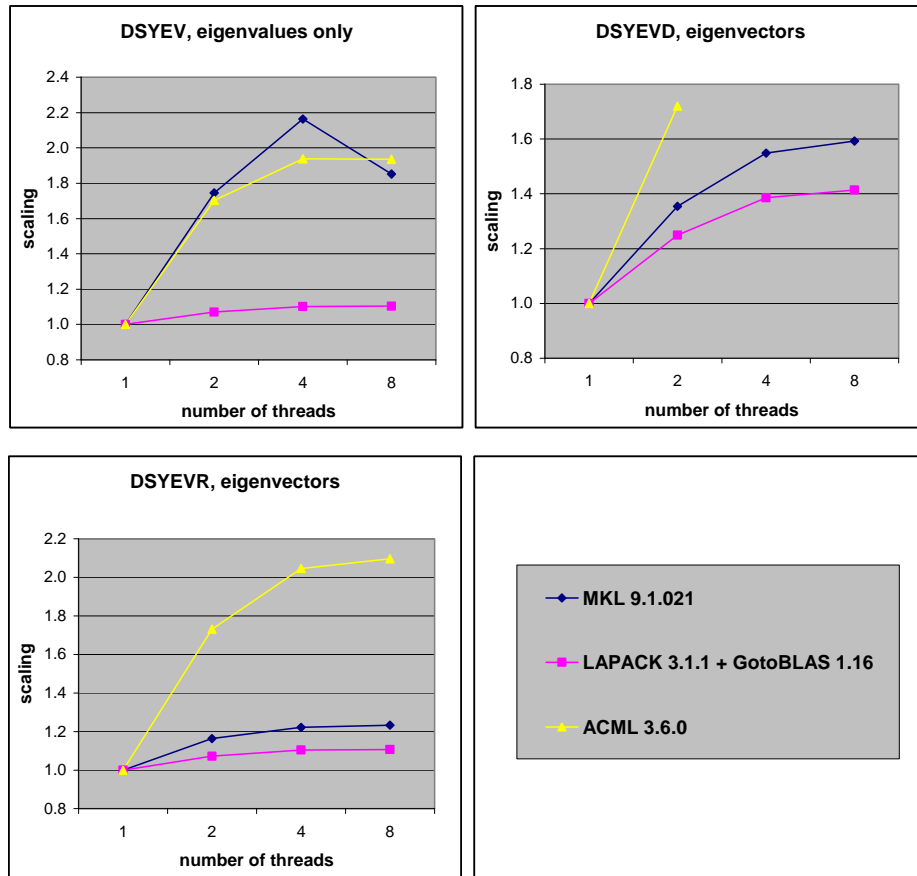 DSYEV, eigenvalues only
2.4
2.2
2.0
1.8
1.6
1.4
1.2
1.0
0.8
scaling
1 2 4 8
number of threads
DSYEVD, eigenvectors
1.8
1.6
1.4
1.2
1.0
0.8
scaling
1 2 4 8
number of threads
DSYEVR, eigenvectors
2.2
2.0
1.8
1.6
1.4
1.2
1.0
0.8
scaling
1 2 4 8
number of threads
MKL 9.1.021
LAPACK 3.1.1 + GotoBLAS 1.16
ACML 3.6.0